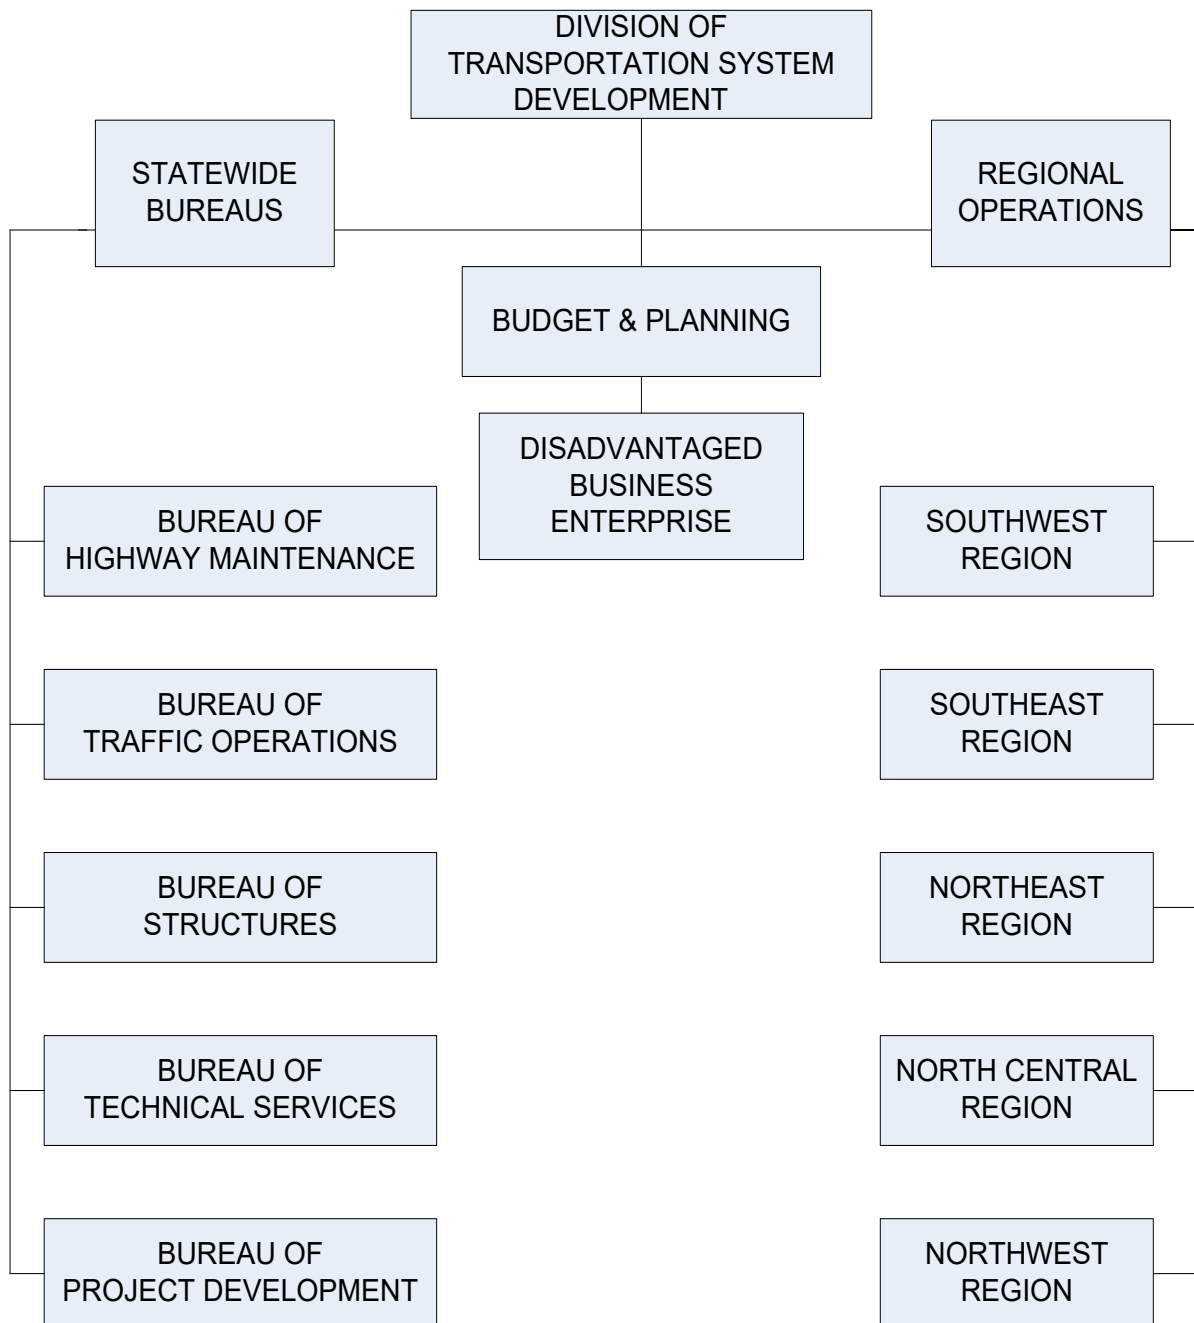 DIVISION OF
TRANSPORTATION SYSTEM
DEVELOPMENT
STATEWIDE
BUREAUS
REGIONAL
OPERATIONS
BUDGET & PLANNING
DISADVANTAGED
BUSINESS
ENTERPRISE
BUREAU OF
HIGHWAY MAINTENANCE
SOUTHWEST
REGION
BUREAU OF
TRAFFIC OPERATIONS
SOUTHEAST
REGION
BUREAU OF
STRUCTURES
NORTHEAST
REGION
BUREAU OF
TECHNICAL SERVICES
NORTH CENTRAL
REGION
BUREAU OF
PROJECT DEVELOPMENT
NORTHWEST
REGION